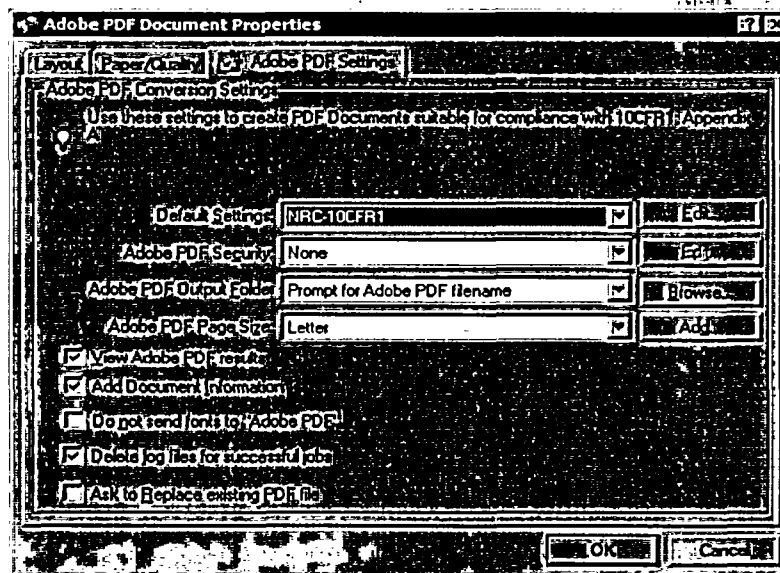 Adobe PDF Document Properties
Layout Paper/Quality Adobe PDF Settings
Adobe PDF Conversion Settings
Use these settings to create PDF Documents suitable for compliance with 10CFR1, Appendix
A
Default Settings: NRC-10CFR1 Edit...
Adobe PDF Security: None Edit...
Adobe PDF Output Folder: Prompt for Adobe PDF filename Browse...
Adobe PDF Page Size: Letter Add...
View Adobe PDF results
Add Document Information
Do not send fonts to "Adobe PDF"
Delete log files for successful jobs
Ask to Replace existing PDF file
OK Cancel